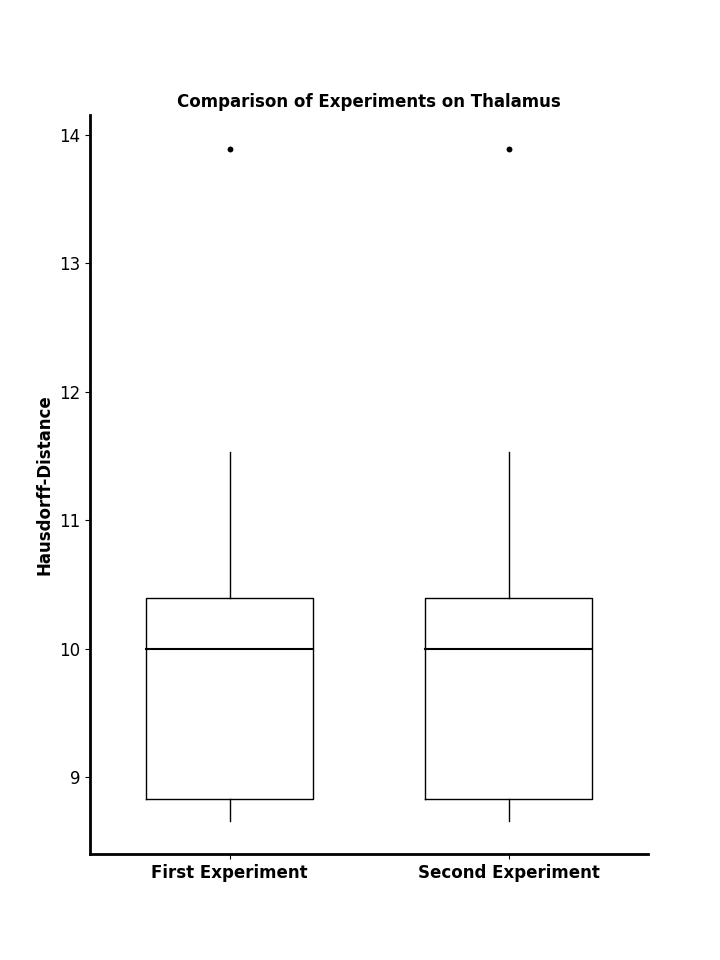 Comparison of Experiments on Thalamus
14
13
12
11
10
9
Hausdorff-Distance
First Experiment
Second Experiment